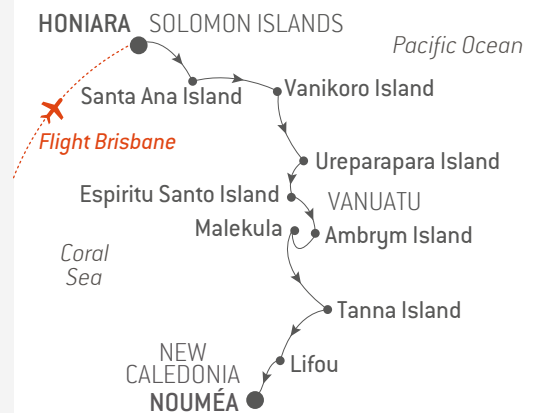 HONIARA SOLOMON ISLANDS
Pacific Ocean
Santa Ana Island
Vanikoro Island
Flight Brisbane
Ureparapara Island
Espiritu Santo Island
VANUATU
Malekula
Ambrym Island
Coral
Sea
Tanna Island
NEW
CALEDONIA
Lifou
NOUMÉA